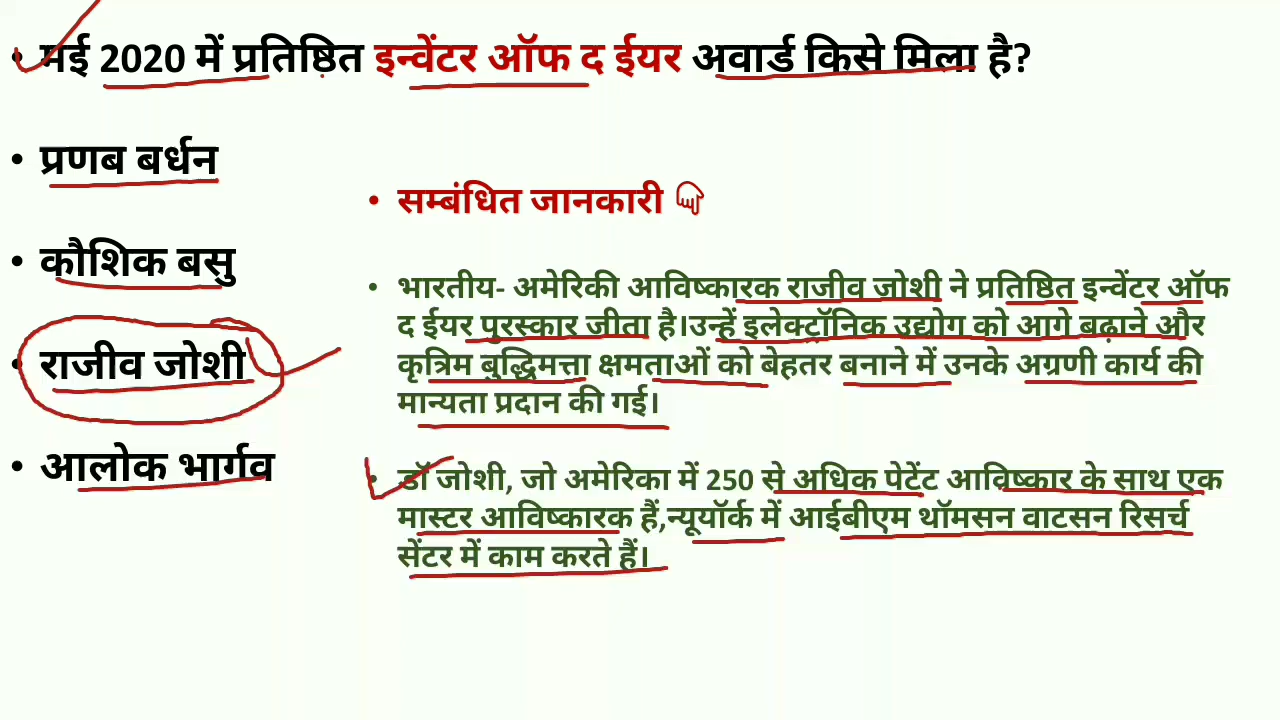 • मई 2020 में प्रतिष्ठित इन्वेंटर ऑफ द ईयर अवार्ड किसे मिला है?
• प्रणब बर्धन
• कौशिक बसु
• राजीव जोशी
• आलोक भार्गव
• सम्बंधित जानकारी 👇
• भारतीय- अमेरिकी आविष्कारक राजीव जोशी ने प्रतिष्ठित इन्वेंटर ऑफ
द ईयर पुरस्कार जीता है।उन्हें इलेक्ट्रॉनिक उद्योग को आगे बढ़ाने और
कृत्रिम बुद्धिमत्ता क्षमताओं को बेहतर बनाने में उनके अग्रणी कार्य की
मान्यता प्रदान की गई।
• डॉ जोशी, जो अमेरिका में 250 से अधिक पेटेंट आविष्कार के साथ एक
मास्टर आविष्कारक हैं,न्यूयॉर्क में आईबीएम थॉमसन वाटसन रिसर्च
सेंटर में काम करते हैं।